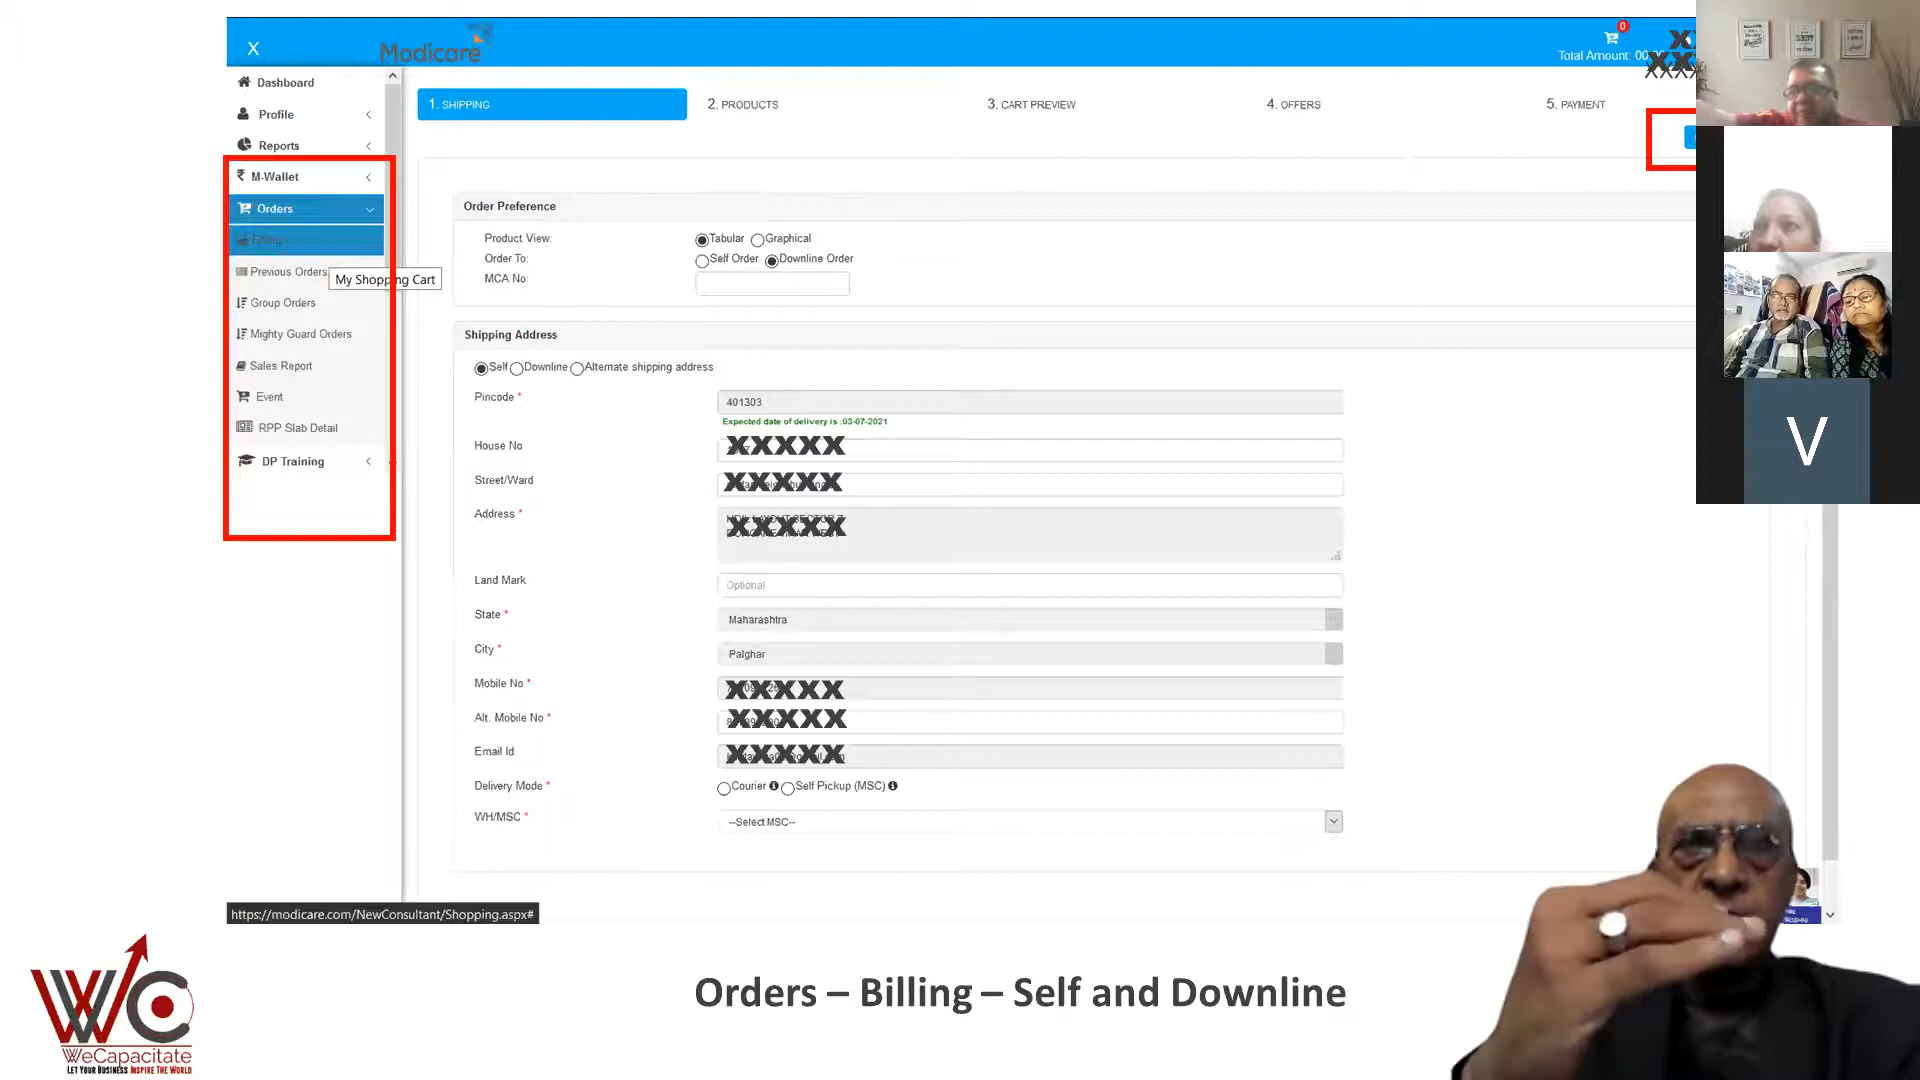 X
Modicare
0
Total Amount: 00
Dashboard
Profile
Reports
M-Wallet
Orders
Billing
Previous Orders
My Shopping Cart
Group Orders
Mighty Guard Orders
Sales Report
Event
RPP Slab Detail
DP Training
1. SHIPPING
2. PRODUCTS
3. CART PREVIEW
4. OFFERS
5. PAYMENT
Order Preference
Product View:
Tabular Graphical
Order To:
Self Order Downline Order
MCA No:
Shipping Address
Self Downline Alternate shipping address
Pincode *
401303
Expected date of delivery is :03-07-2021
House No
XXXXX
Street/Ward
XXXXX
Address *
XXXXX
Land Mark
Optional
State *
Maharashtra
City *
Palghar
Mobile No *
XXXXX
Alt. Mobile No *
XXXXX
Email Id
XXXXX
Delivery Mode *
Courier Self Pickup (MSC)
WH/MSC *
--Select MSC--
https://modicare.com/NewConsultant/Shopping.aspx#
V
WC
WeCapacitate
LET YOUR BUSINESS INSPIRE THE WORLD
Orders – Billing – Self and Downline